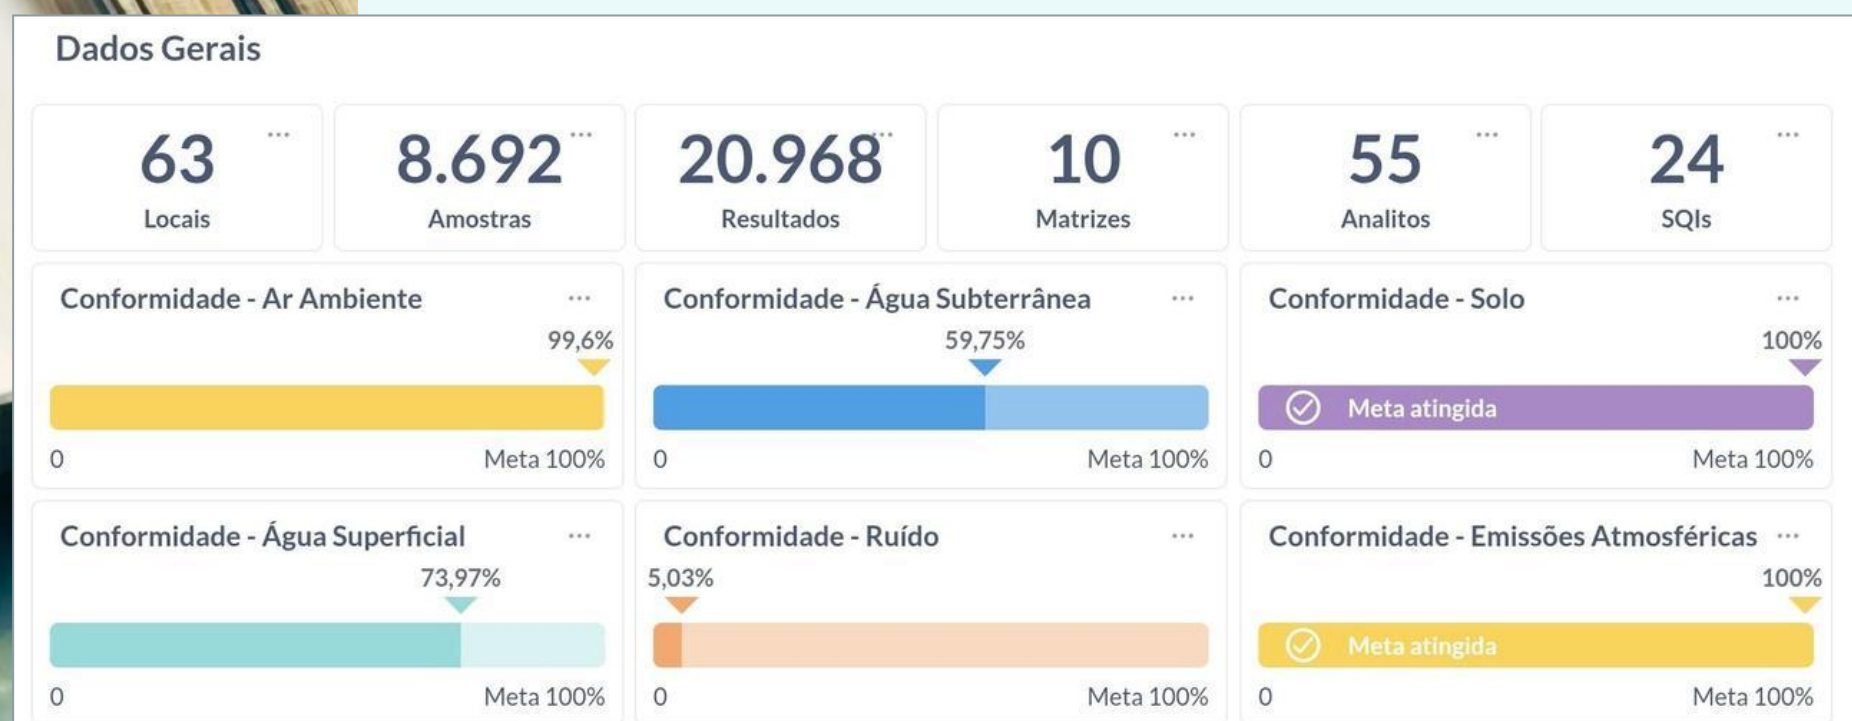 Dados Gerais
63
Locais
8.692
Amostras
20.968
Resultados
10
Matrizes
55
Analitos
24
SQIs
Conformidade - Ar Ambiente
99,6%
0
Meta 100%
Conformidade - Água Subterrânea
59,75%
0
Meta 100%
Conformidade - Solo
100%
Meta atingida
0
Meta 100%
Conformidade - Água Superficial
73,97%
0
Meta 100%
Conformidade - Ruído
5,03%
0
Meta 100%
Conformidade - Emissões Atmosféricas
100%
Meta atingida
0
Meta 100%